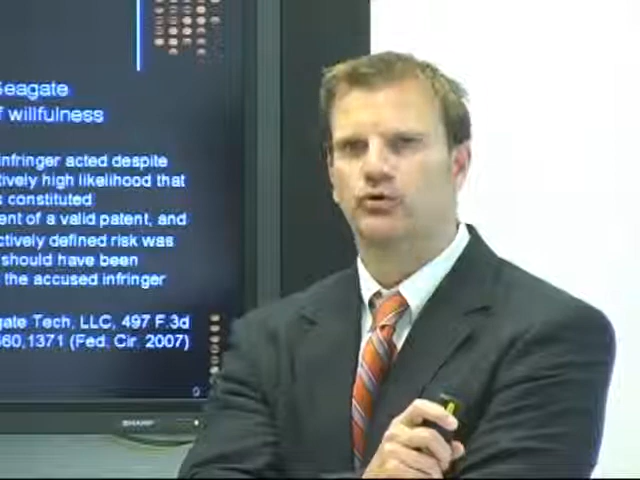 Seagate
f willfulness
infringer acted despite
tively high likelihood that
s constituted
ent of a valid patent, and
ctively defined risk was
should have been
the accused infringer
gate Tech, LLC, 497 F.3d
360,1371 (Fed. Cir. 2007)
SHARP